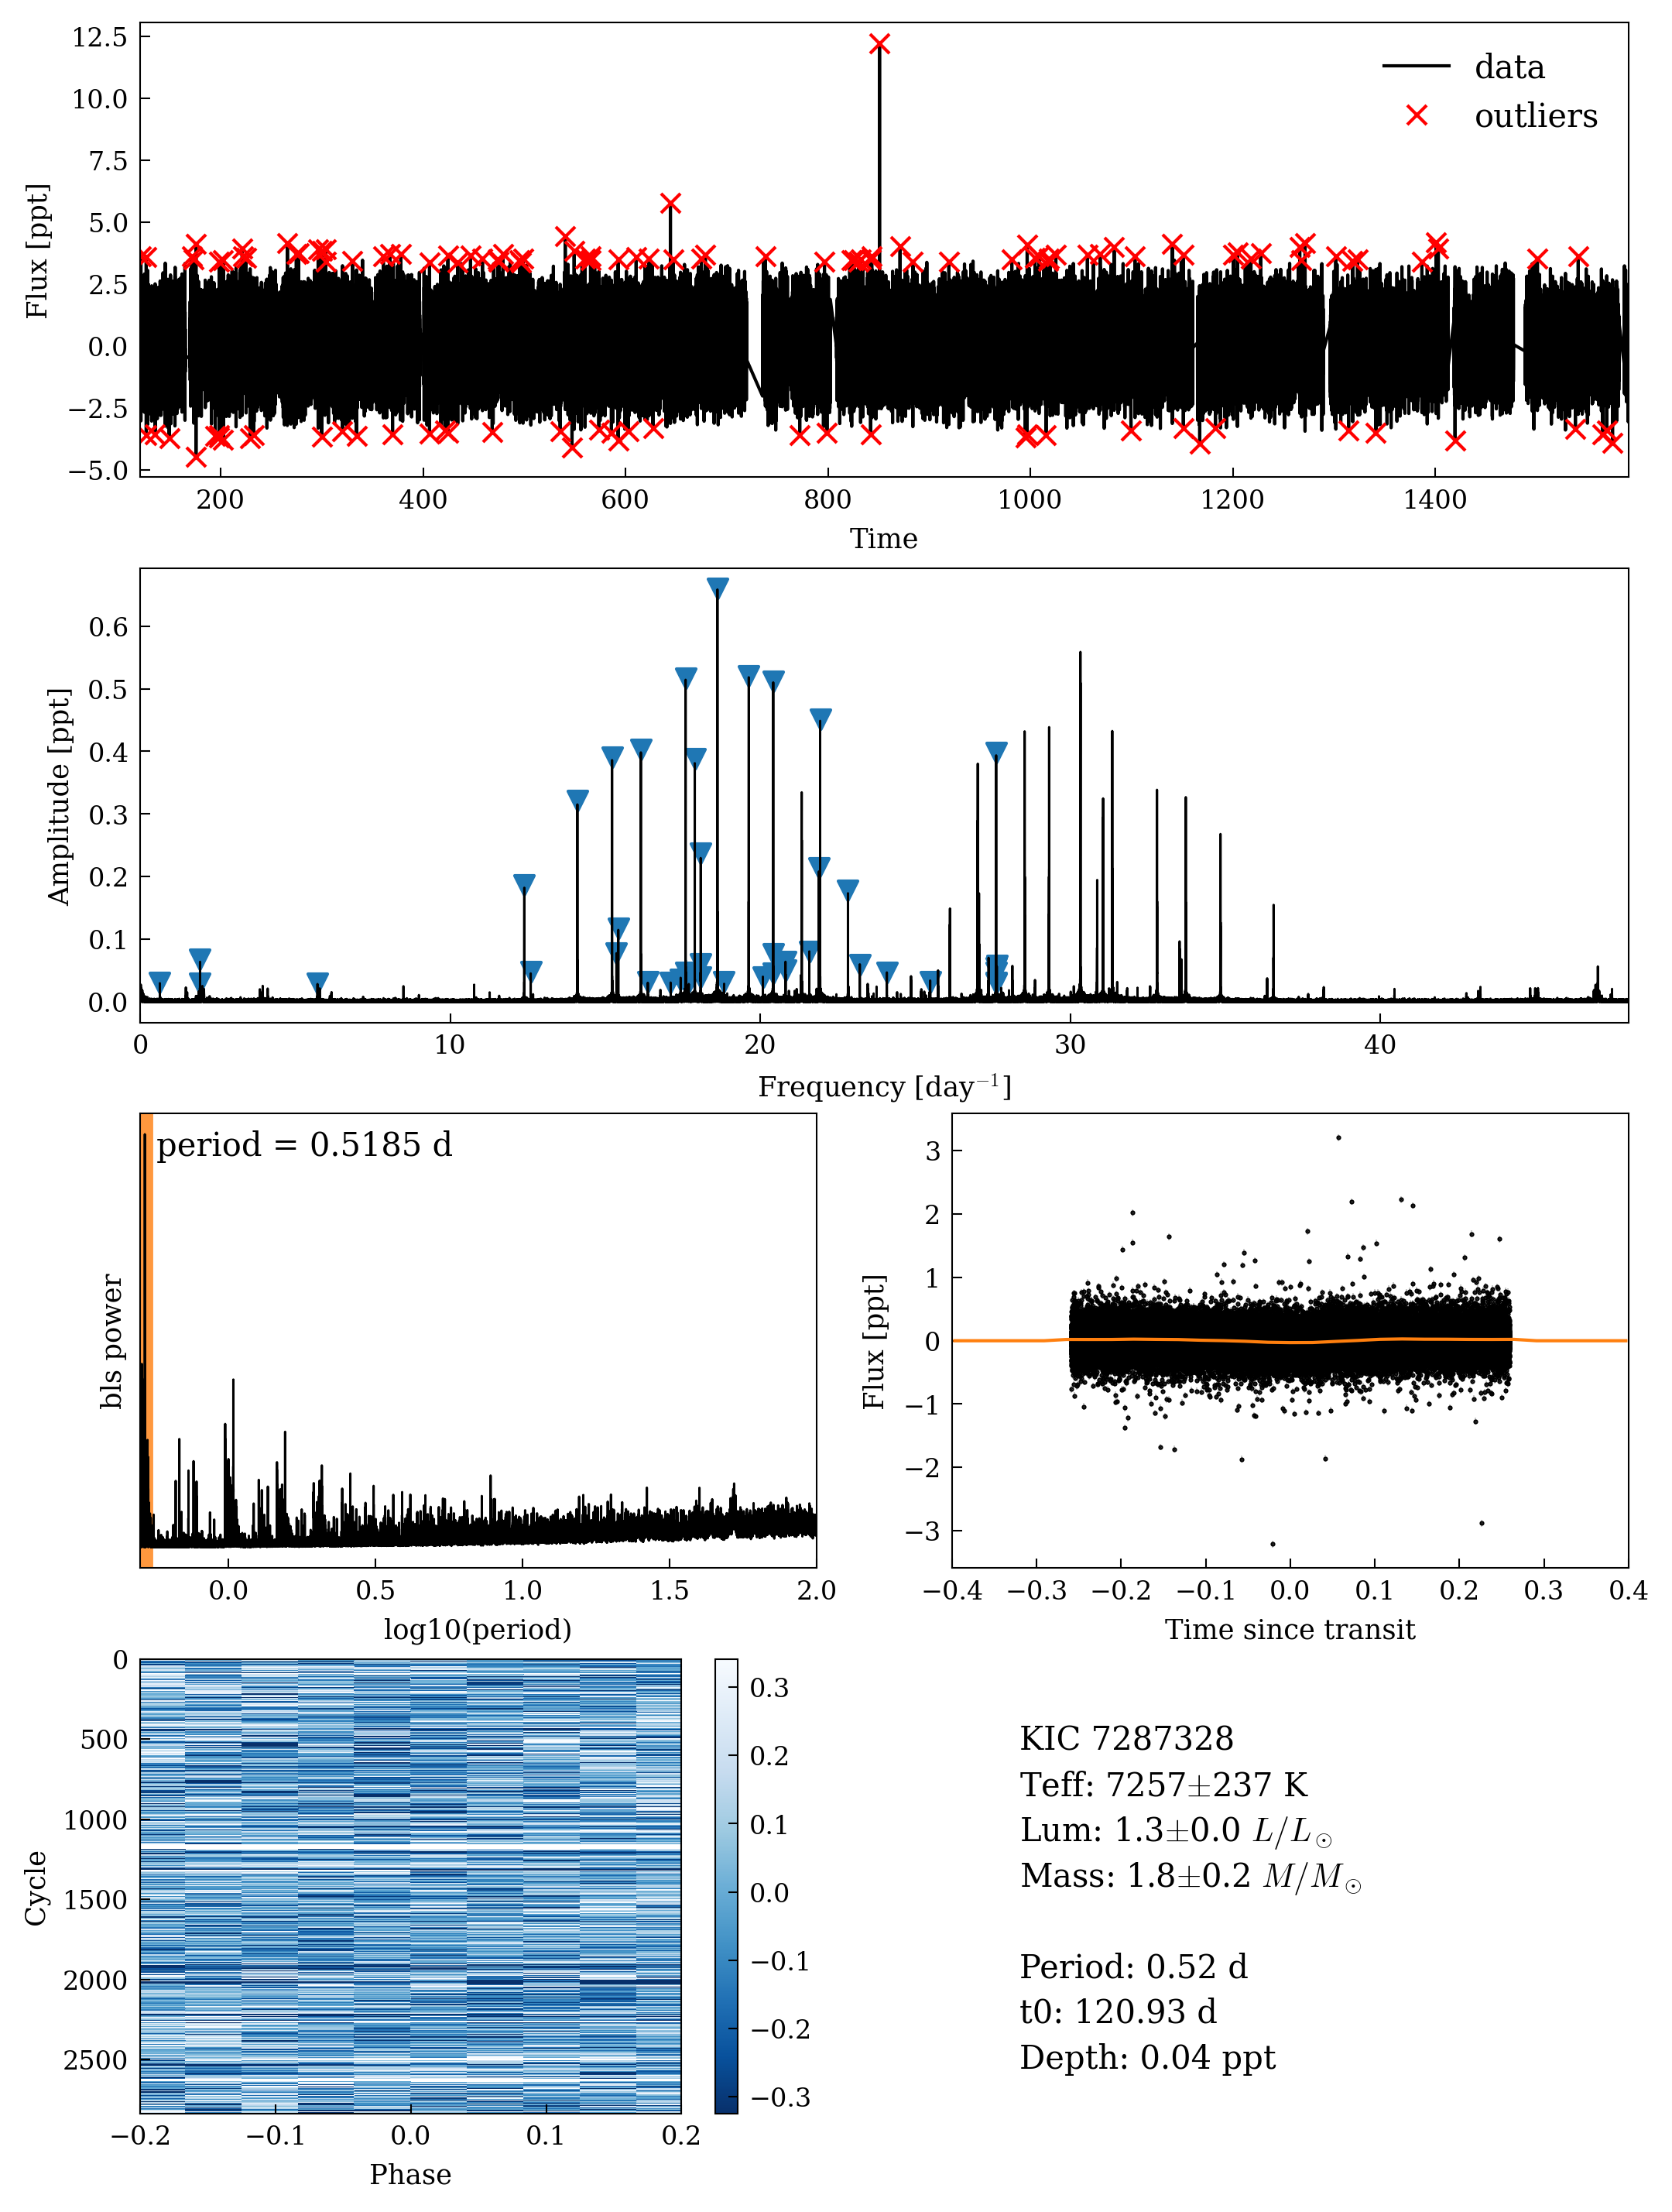 12.5
10.0
7.5
5.0
2.5
0.0
−2.5
−5.0
Flux [ppt]
data
outliers
200 400 600 800 1000 1200 1400
Time
0.6
0.5
0.4
0.3
0.2
0.1
0.0
Amplitude [ppt]
0 10 20 30 40
Frequency [day⁻¹]
period = 0.5185 d
bls power
0.0 0.5 1.0 1.5 2.0
log10(period)
3
2
1
0
−1
−2
−3
Flux [ppt]
−0.4 −0.3 −0.2 −0.1 0.0 0.1 0.2 0.3 0.4
Time since transit
0
500
1000
1500
2000
2500
Cycle
−0.2 −0.1 0.0 0.1 0.2
Phase
0.3
0.2
0.1
0.0
−0.1
−0.2
−0.3
KIC 7287328
Teff: 7257±237 K
Lum: 1.3±0.0 L/L⊙
Mass: 1.8±0.2 M/M⊙
Period: 0.52 d
t0: 120.93 d
Depth: 0.04 ppt